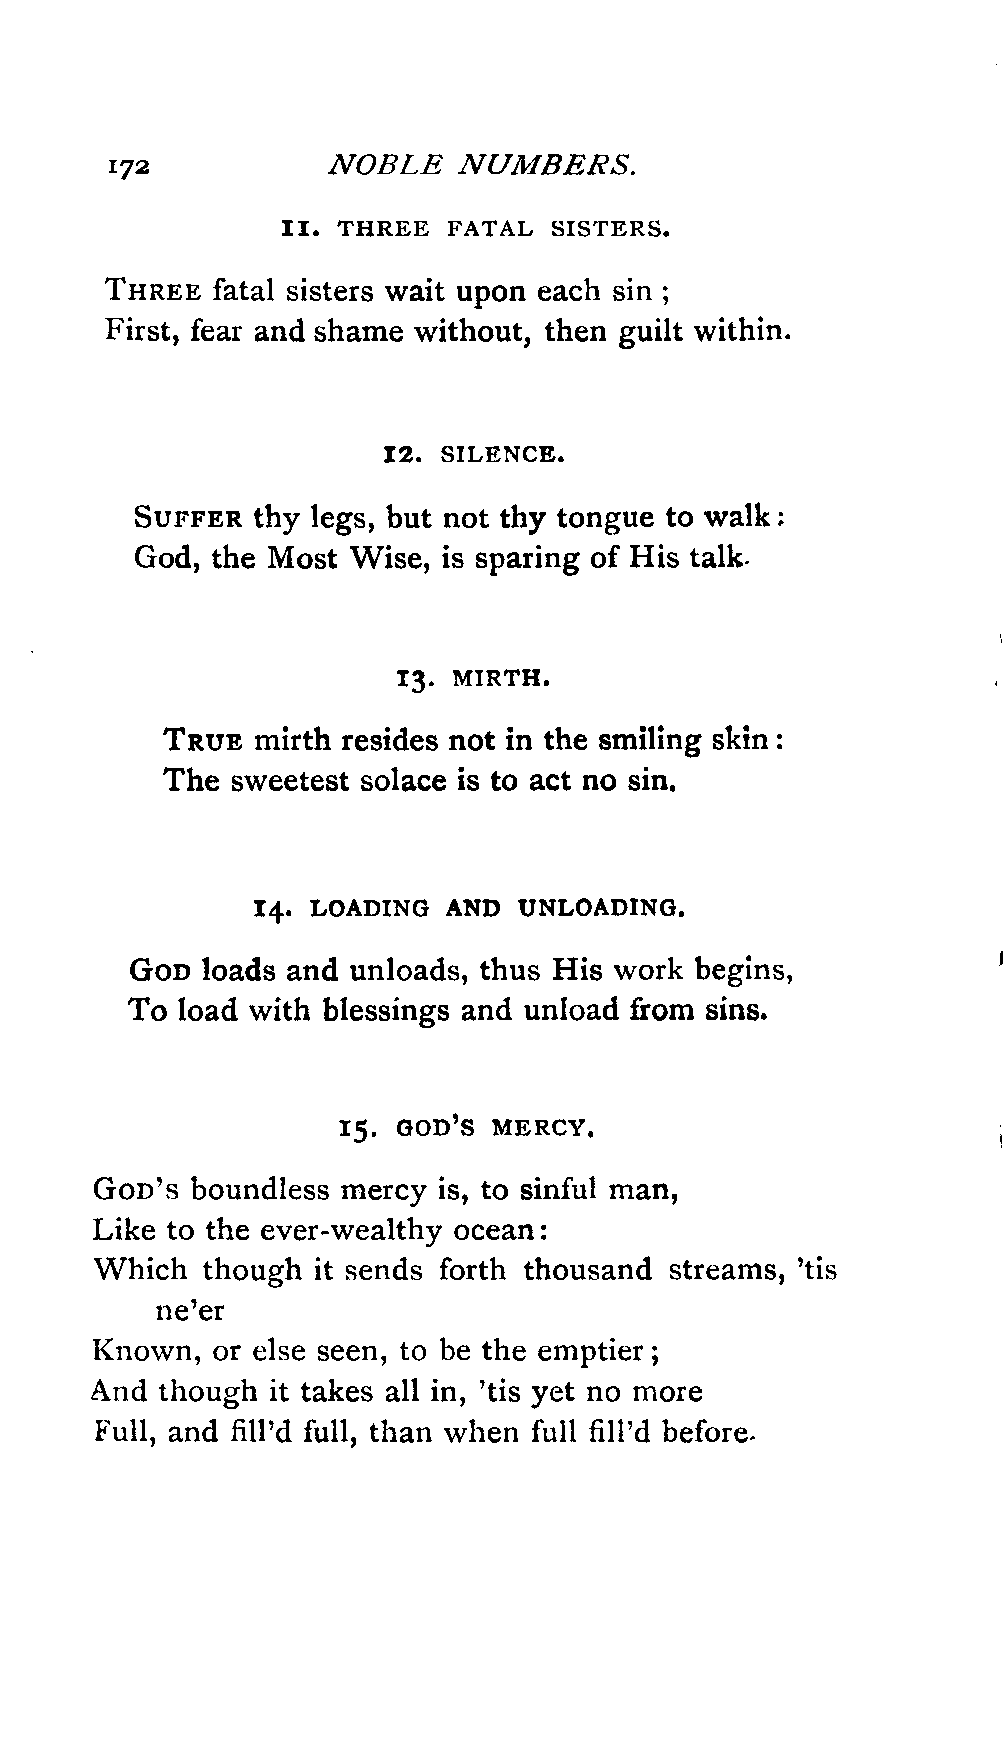 172 NOBLE NUMBERS.
11. THREE FATAL SISTERS.
THREE fatal sisters wait upon each sin ;
First, fear and shame without, then guilt within.
12. SILENCE.
SUFFER thy legs, but not thy tongue to walk :
God, the Most Wise, is sparing of His talk.
13. MIRTH.
TRUE mirth resides not in the smiling skin :
The sweetest solace is to act no sin.
14. LOADING AND UNLOADING.
GOD loads and unloads, thus His work begins,
To load with blessings and unload from sins.
15. GOD'S MERCY.
GOD's boundless mercy is, to sinful man,
Like to the ever-wealthy ocean :
Which though it sends forth thousand streams, 'tis
ne'er
Known, or else seen, to be the emptier ;
And though it takes all in, 'tis yet no more
Full, and fill'd full, than when full fill'd before.